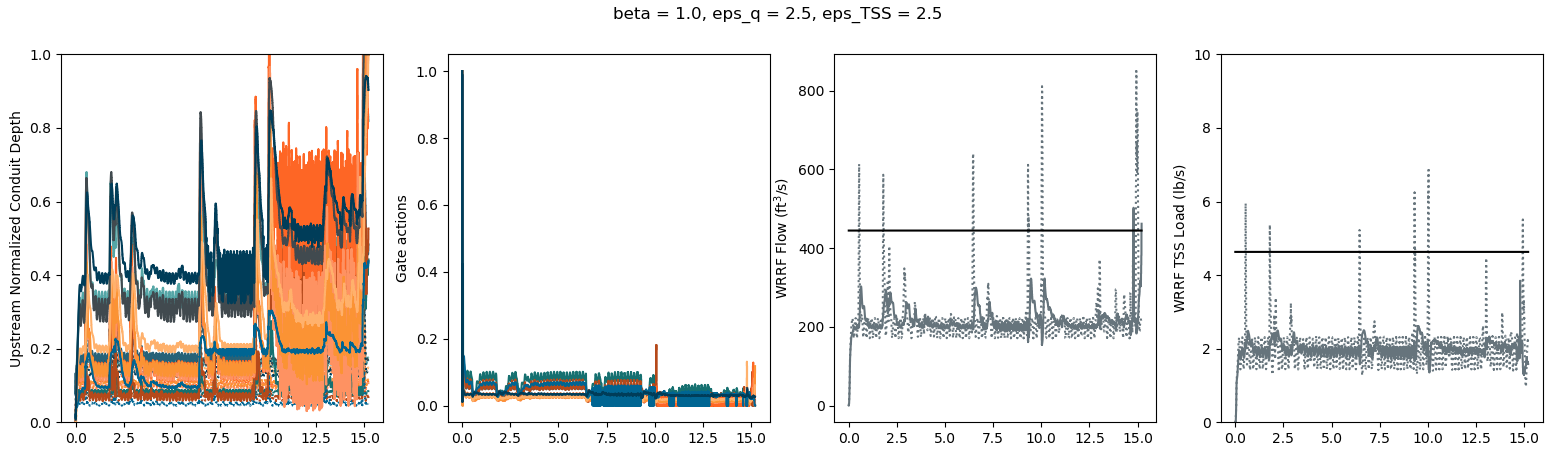 beta = 1.0, eps_q = 2.5, eps_TSS = 2.5
Upstream Normalized Conduit Depth
1.0
0.8
0.6
0.4
0.2
0.0
0.0 2.5 5.0 7.5 10.0 12.5 15.0
Gate actions
1.0
0.8
0.6
0.4
0.2
0.0
0.0 2.5 5.0 7.5 10.0 12.5 15.0
WRRF Flow (ft³/s)
800
600
400
200
0
0.0 2.5 5.0 7.5 10.0 12.5 15.0
WRRF TSS Load (lb/s)
10
8
6
4
2
0
0.0 2.5 5.0 7.5 10.0 12.5 15.0